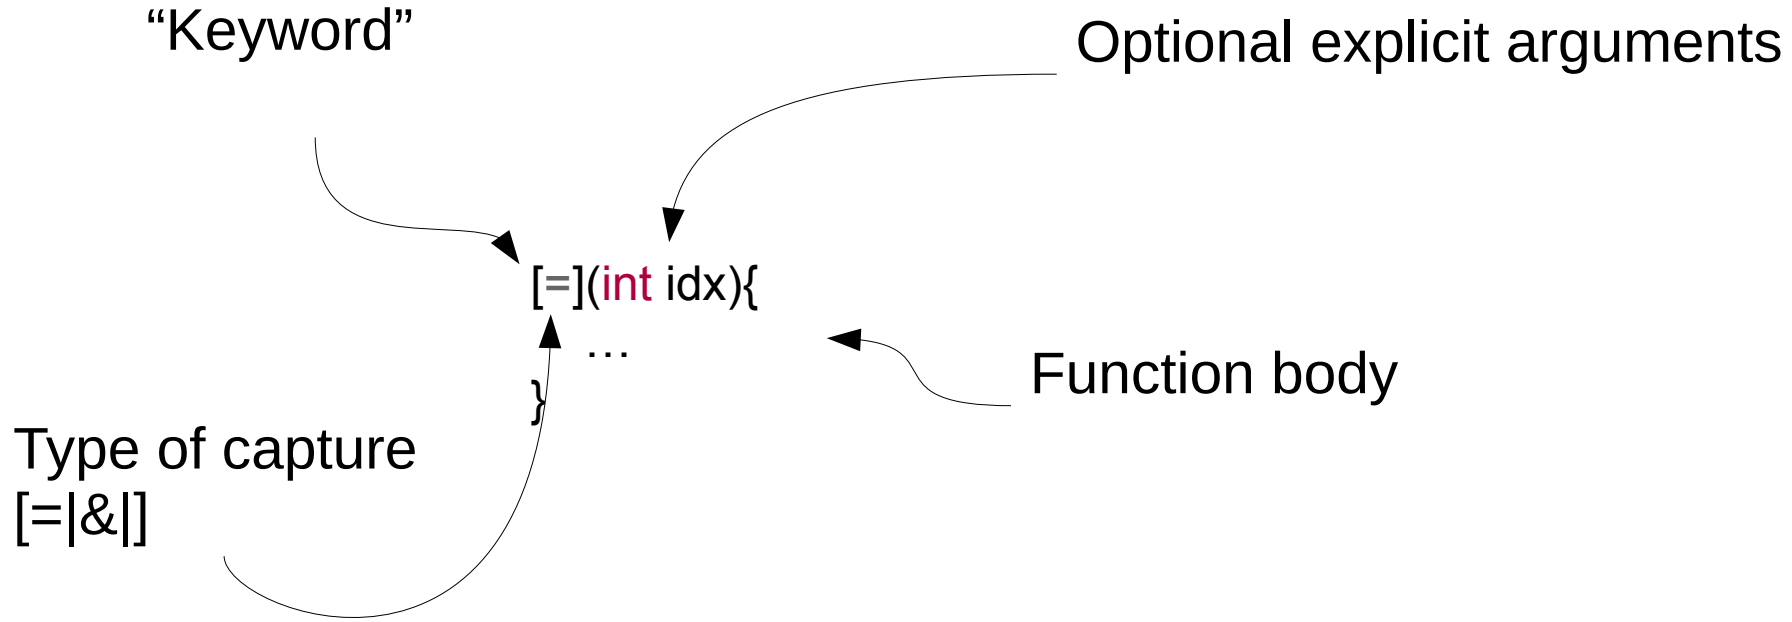 “Keyword”
Optional explicit arguments
[=](int idx){
…
}
Function body
Type of capture
[=|&|]